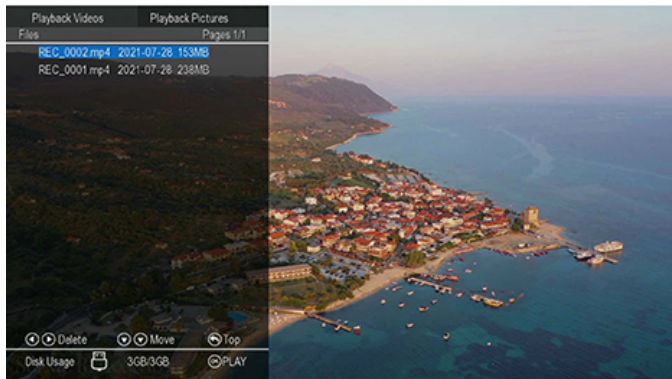 Playback Videos Playback Pictures
Files Pages 1/1
REC_0002.mp4 2021-07-28 153MB
REC_0001.mp4 2021-07-28 238MB
Delete Move Top
Disk Usage 3GB/3GB OK PLAY